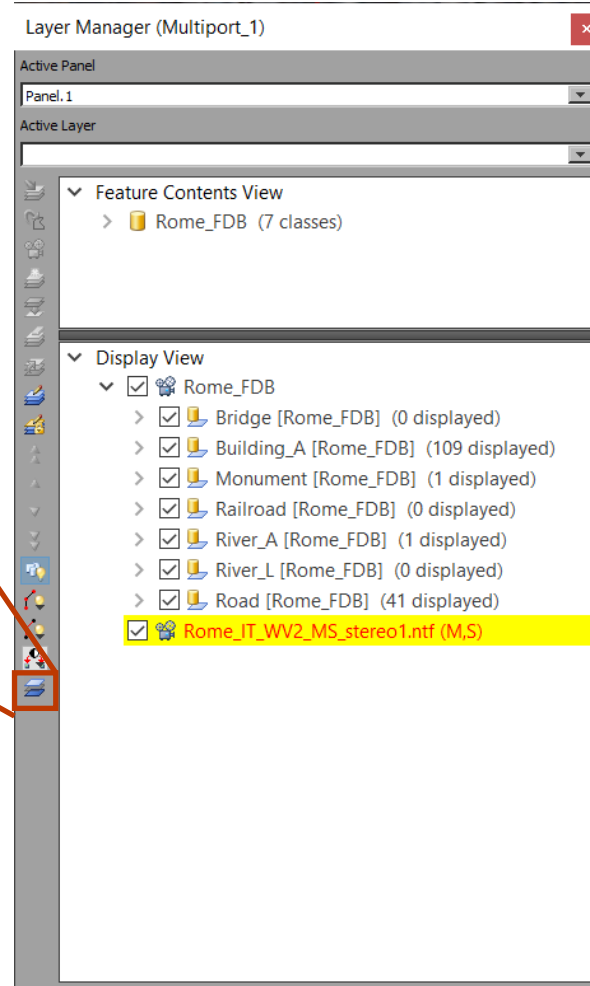 Layer Manager (Multiport_1)
Active Panel
Panel.1
Active Layer
Feature Contents View
Rome_FDB (7 classes)
Display View
Rome_FDB
Bridge [Rome_FDB] (0 displayed)
Building_A [Rome_FDB] (109 displayed)
Monument [Rome_FDB] (1 displayed)
Railroad [Rome_FDB] (0 displayed)
River_A [Rome_FDB] (1 displayed)
River_L [Rome_FDB] (0 displayed)
Road [Rome_FDB] (41 displayed)
Rome_IT_WV2_MS_stereo1.ntf (M,S)